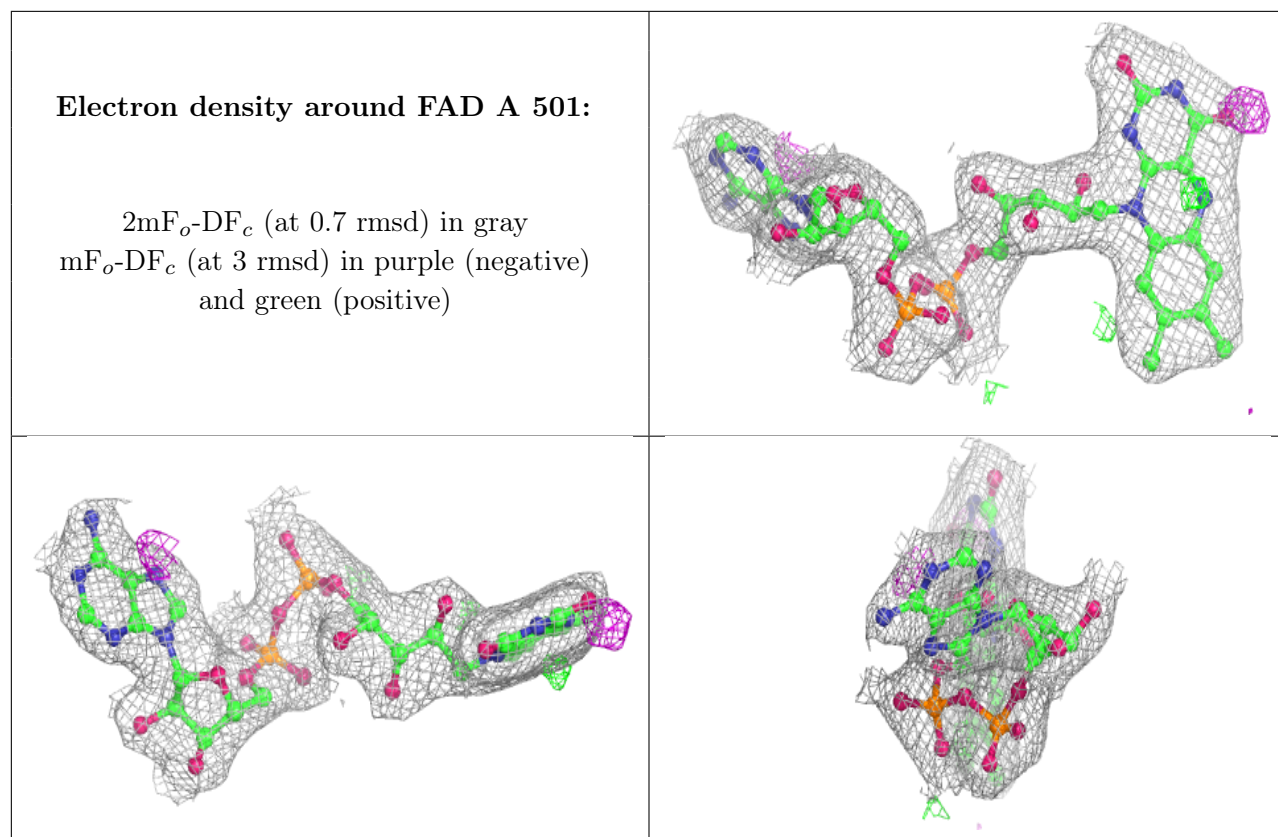 Electron density around FAD A 501:
2mFo-DFc (at 0.7 rmsd) in gray
mFo-DFc (at 3 rmsd) in purple (negative)
and green (positive)